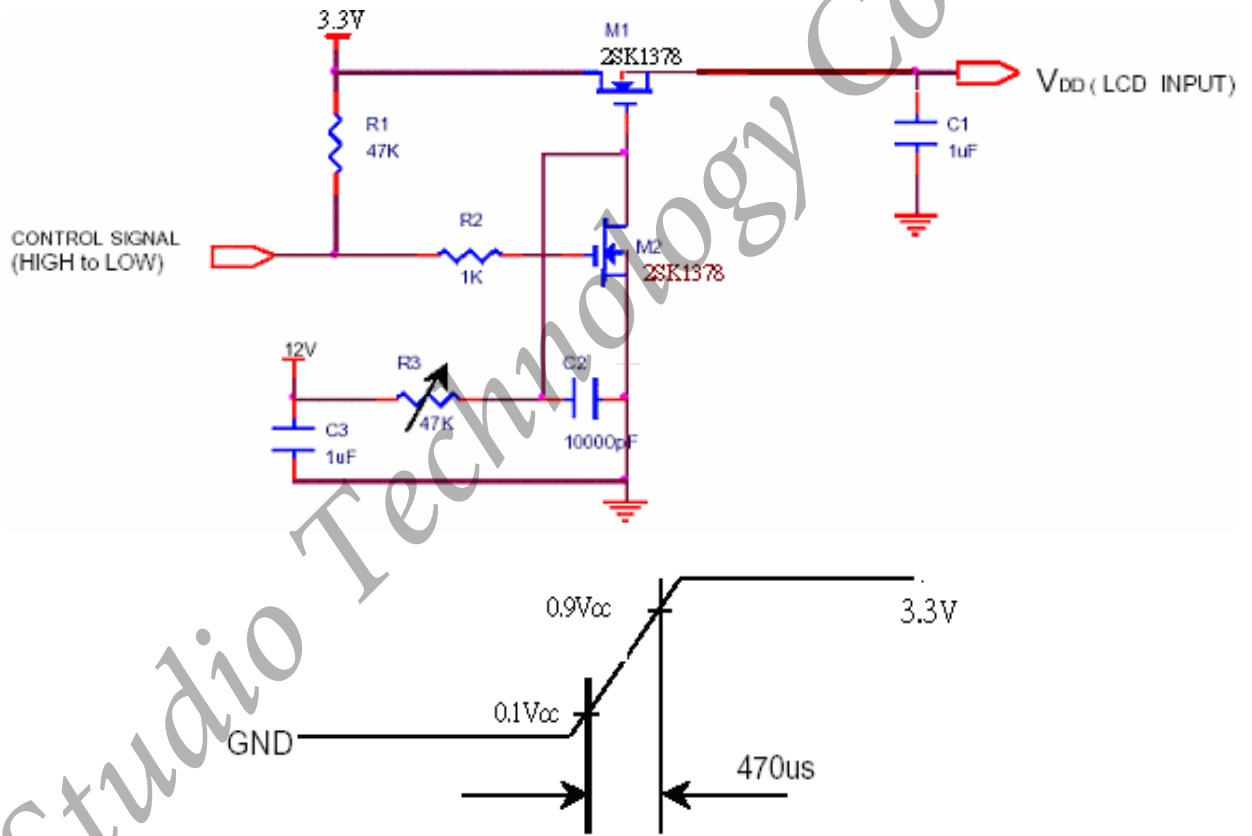 3.3V
M1
2SK1378
VDD ( LCD INPUT)
R1
47K
C1
1uF
CONTROL SIGNAL
(HIGH to LOW)
R2
1K
M2
2SK1378
12V
R3
47K
C2
10000pF
C3
1uF
0.9Vcc
3.3V
0.1Vcc
GND
470us
Studio Technology Co